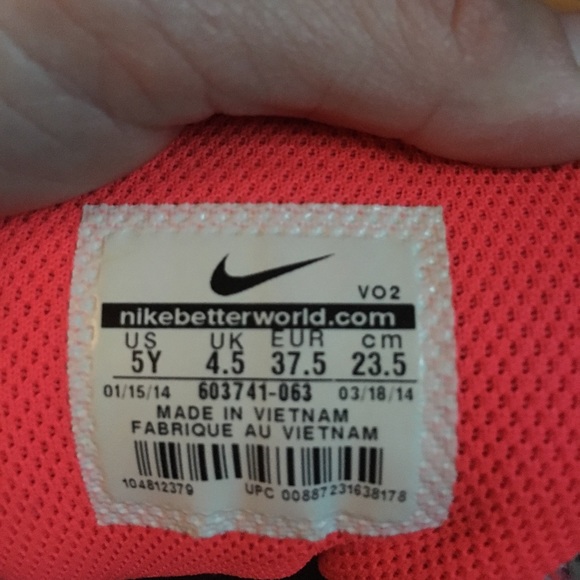 VO2
nikebetterworld.com
US UK EUR cm
5Y 4.5 37.5 23.5
01/15/14 603741-063 03/18/14
MADE IN VIETNAM
FABRIQUE AU VIETNAM
104812379 UPC 00887231638178